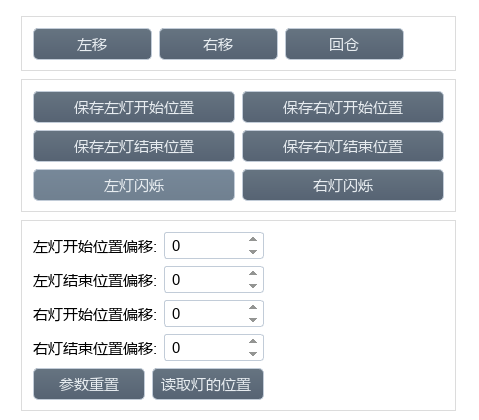 左移 右移 回仓
保存左灯开始位置 保存右灯开始位置
保存左灯结束位置 保存右灯结束位置
左灯闪烁 右灯闪烁
左灯开始位置偏移: 0
左灯结束位置偏移: 0
右灯开始位置偏移: 0
右灯结束位置偏移: 0
参数重置 读取灯的位置